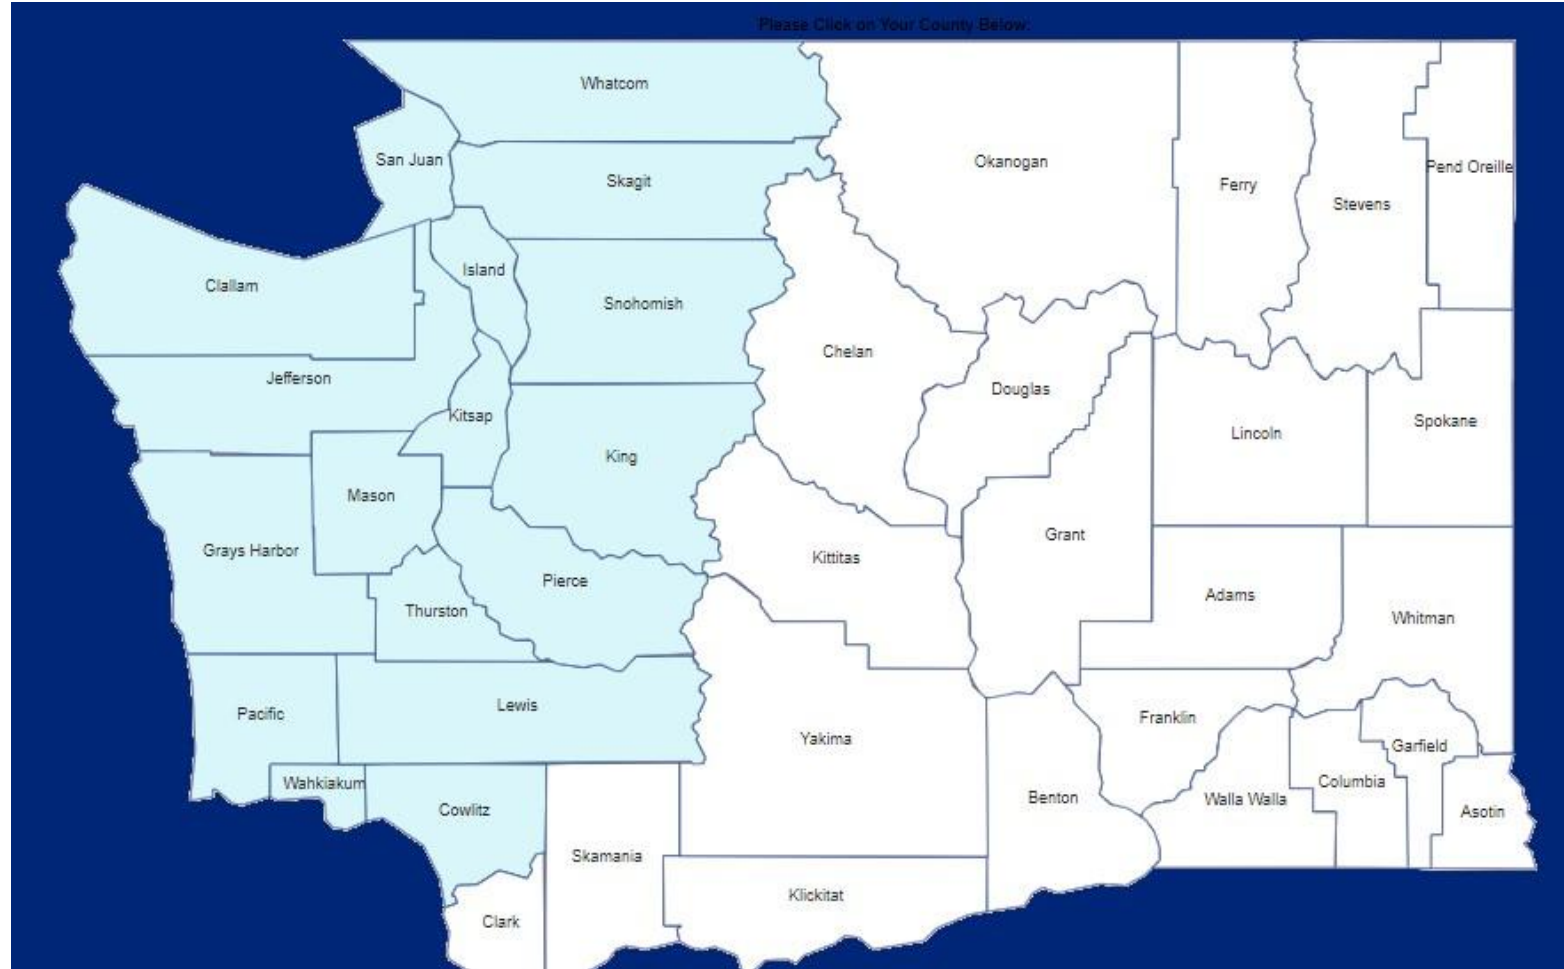 Please Click on Your County Below:
Whatcom
San Juan
Okanogan
Pend Oreille
Skagit
Ferry
Stevens
Island
Clallam
Snohomish
Chelan
Jefferson
Douglas
Kitsap
Spokane
Lincoln
King
Mason
Grant
Grays Harbor
Kittitas
Pierce
Adams
Thurston
Whitman
Lewis
Pacific
Franklin
Yakima
Garfield
Wahkiakum
Columbia
Benton
Walla Walla
Cowlitz
Asotin
Skamania
Klickitat
Clark